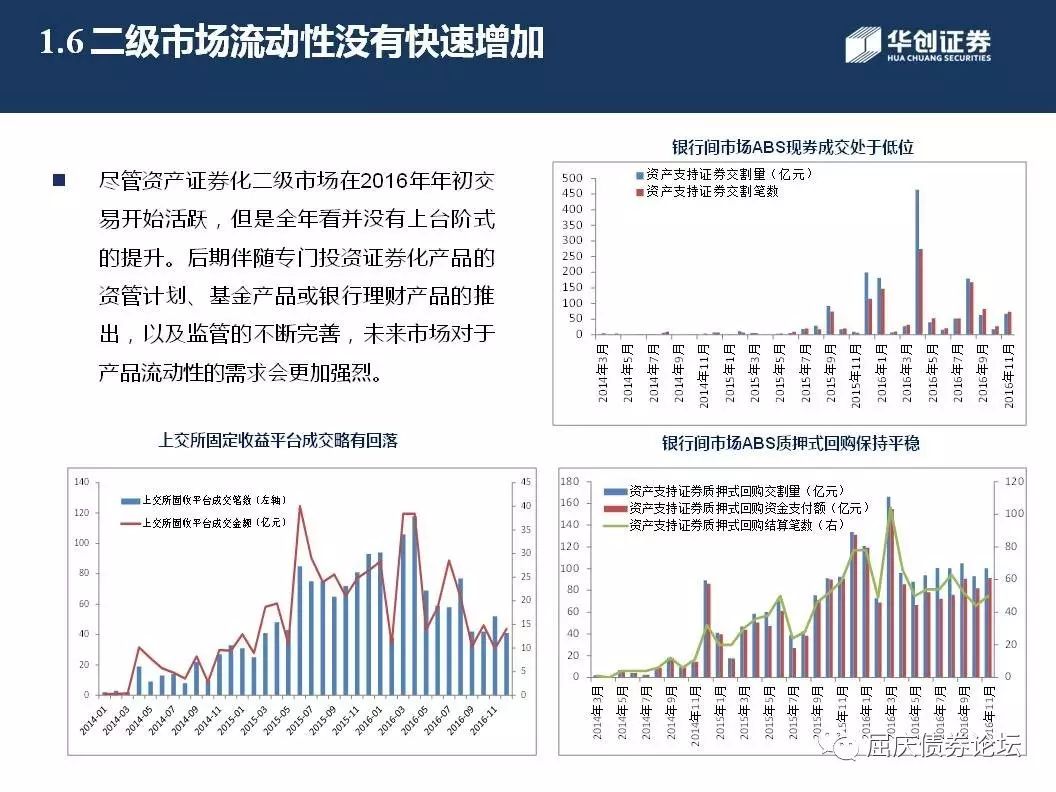 1.6 二级市场流动性没有快速增加
华创证券
HUA CHUANG SECURITIES
尽管资产证券化二级市场在2016年年初交
易开始活跃，但是全年看并没有上台阶式
的提升。后期伴随专门投资证券化产品的
资管计划、基金产品或银行理财产品的推
出，以及监管的不断完善，未来市场对于
产品流动性的需求会更加强烈。
银行间市场ABS现券成交处于低位
资产支持证券交割量（亿元）
资产支持证券交割笔数
500
450
400
350
300
250
200
150
100
50
0
2014年3月
2014年5月
2014年7月
2014年9月
2014年11月
2015年1月
2015年3月
2015年5月
2015年7月
2015年9月
2015年11月
2016年1月
2016年3月
2016年5月
2016年7月
2016年9月
2016年11月
上交所固定收益平台成交略有回落
上交所固收平台成交笔数（左轴）
上交所固收平台成交金额（亿元）
140
120
100
80
60
40
20
0
45
40
35
30
25
20
15
10
5
0
2014-01
2014-03
2014-05
2014-07
2014-09
2014-11
2015-01
2015-03
2015-05
2015-07
2015-09
2015-11
2016-01
2016-03
2016-05
2016-07
2016-09
2016-11
银行间市场ABS质押式回购保持平稳
资产支持证券质押式回购交割量（亿元）
资产支持证券质押式回购资金支付额（亿元）
资产支持证券质押式回购结算笔数（右）
180
160
140
120
100
80
60
40
20
0
120
100
80
60
40
20
0
2014年3月
2014年5月
2014年7月
2014年9月
2014年11月
2015年1月
2015年3月
2015年5月
2015年7月
2015年9月
2015年11月
2016年1月
2016年3月
2016年5月
2016年7月
2016年9月
2016年11月
屈庆债券论坛